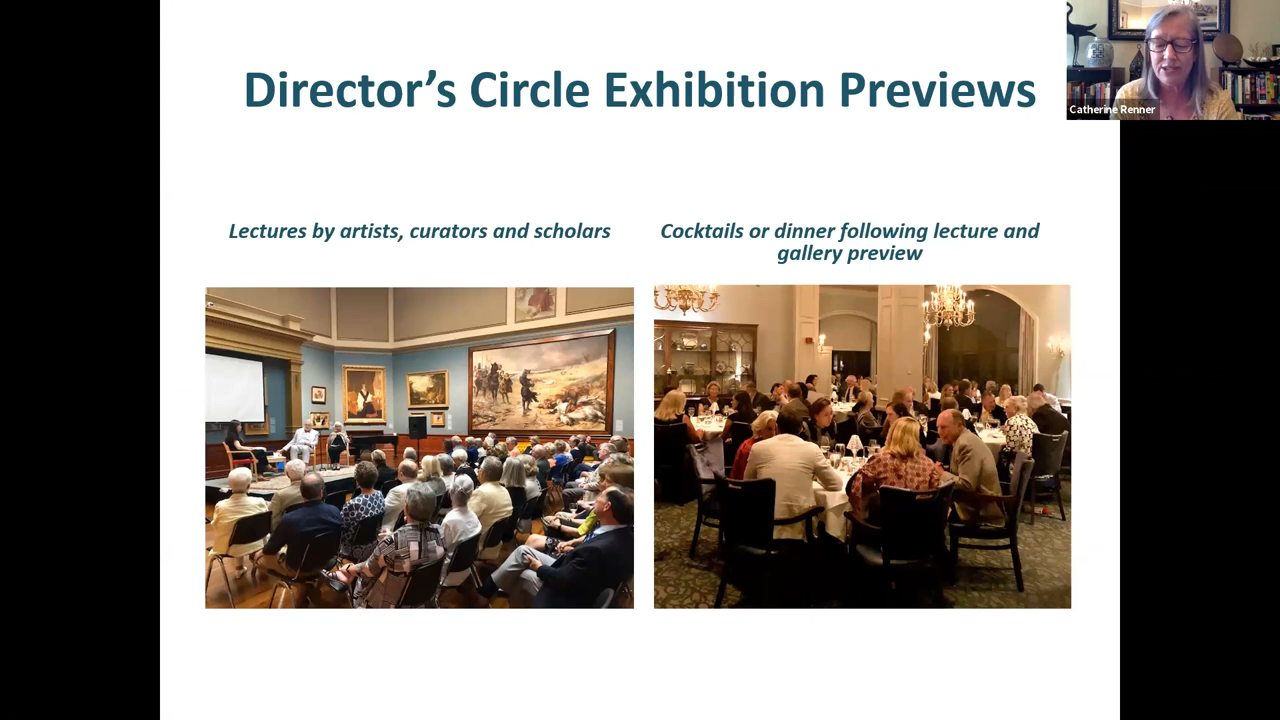 Director’s Circle Exhibition Previews
Catherine Renner
Lectures by artists, curators and scholars
Cocktails or dinner following lecture and
gallery preview